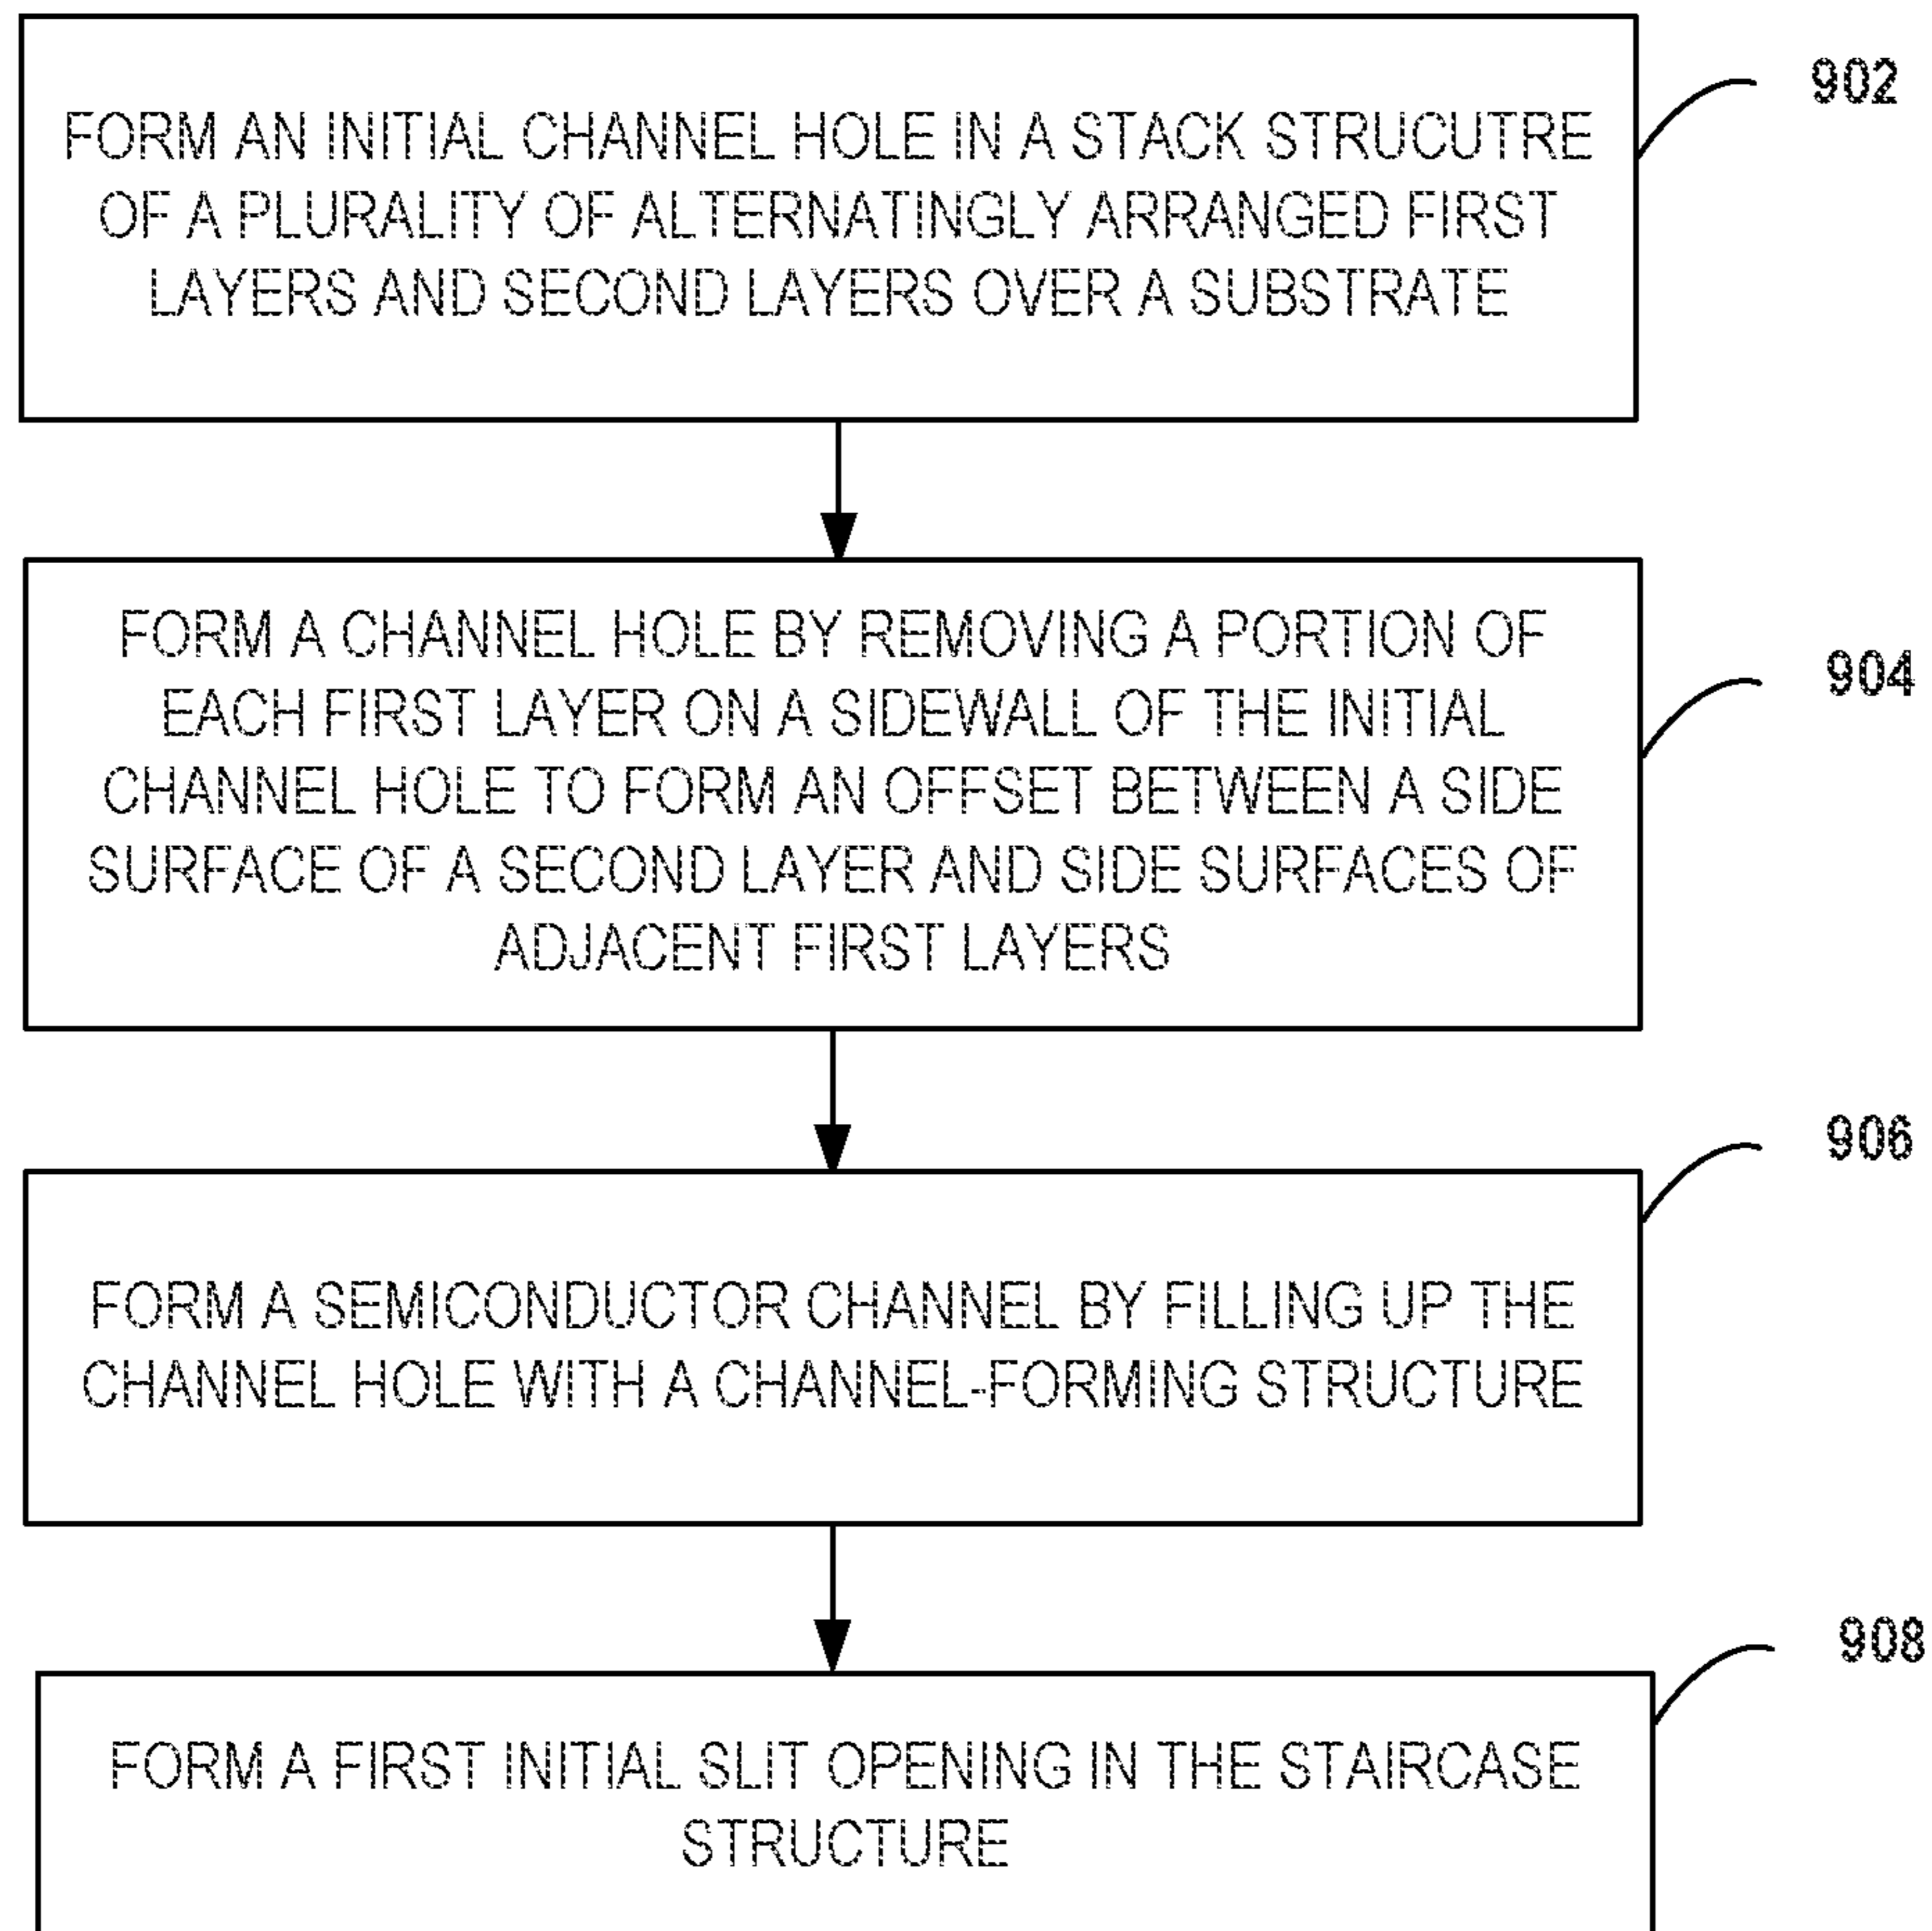 902
FORM AN INITIAL CHANNEL HOLE IN A STACK STRUCUTRE
OF A PLURALITY OF ALTERNATINGLY ARRANGED FIRST
LAYERS AND SECOND LAYERS OVER A SUBSTRATE
904
FORM A CHANNEL HOLE BY REMOVING A PORTION OF
EACH FIRST LAYER ON A SIDEWALL OF THE INITIAL
CHANNEL HOLE TO FORM AN OFFSET BETWEEN A SIDE
SURFACE OF A SECOND LAYER AND SIDE SURFACES OF
ADJACENT FIRST LAYERS
906
FORM A SEMICONDUCTOR CHANNEL BY FILLING UP THE
CHANNEL HOLE WITH A CHANNEL-FORMING STRUCTURE
908
FORM A FIRST INITIAL SLIT OPENING IN THE STAIRCASE
STRUCTURE